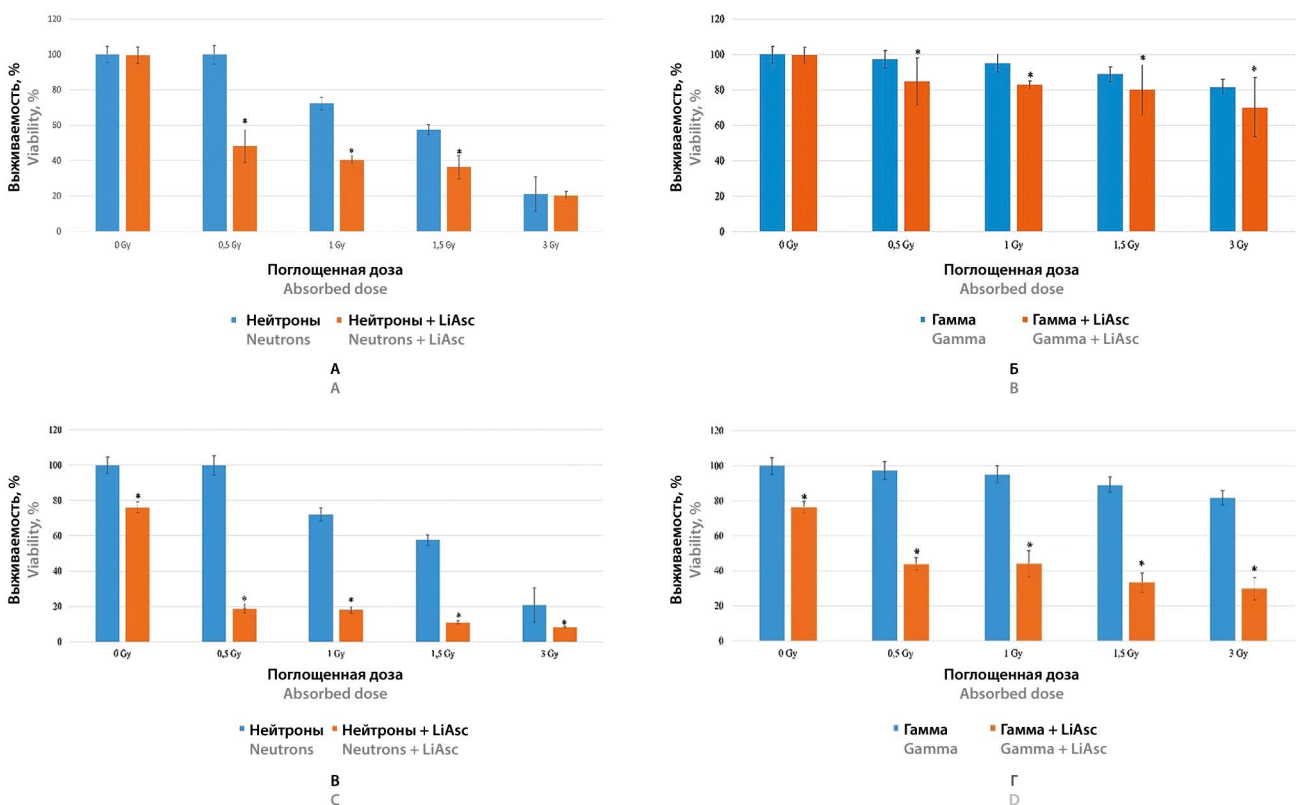 120
100
80
60
40
20
0
Выживаемость, %
Viability, %
*
*
*
0 Gy 0,5 Gy 1 Gy 1,5 Gy 3 Gy
Поглощенная доза
Absorbed dose
Нейтроны Нейтроны + LiAsc
Neutrons Neutrons + LiAsc
А
A
120
100
80
60
40
20
0
Выживаемость, %
Viability, %
*
*
*
*
0 Gy 0,5 Gy 1 Gy 1,5 Gy 3 Gy
Поглощенная доза
Absorbed dose
Гамма Гамма + LiAsc
Gamma Gamma + LiAsc
Б
B
120
100
80
60
40
20
0
Выживаемость, %
Viability, %
*
*
*
*
*
0 Gy 0,5 Gy 1 Gy 1,5 Gy 3 Gy
Поглощенная доза
Absorbed dose
Нейтроны Нейтроны + LiAsc
Neutrons Neutrons + LiAsc
В
C
120
100
80
60
40
20
0
Выживаемость, %
Viability, %
*
*
*
*
*
0 Gy 0,5 Gy 1 Gy 1,5 Gy 3 Gy
Поглощенная доза
Absorbed dose
Гамма Гамма + LiAsc
Gamma Gamma + LiAsc
Г
D